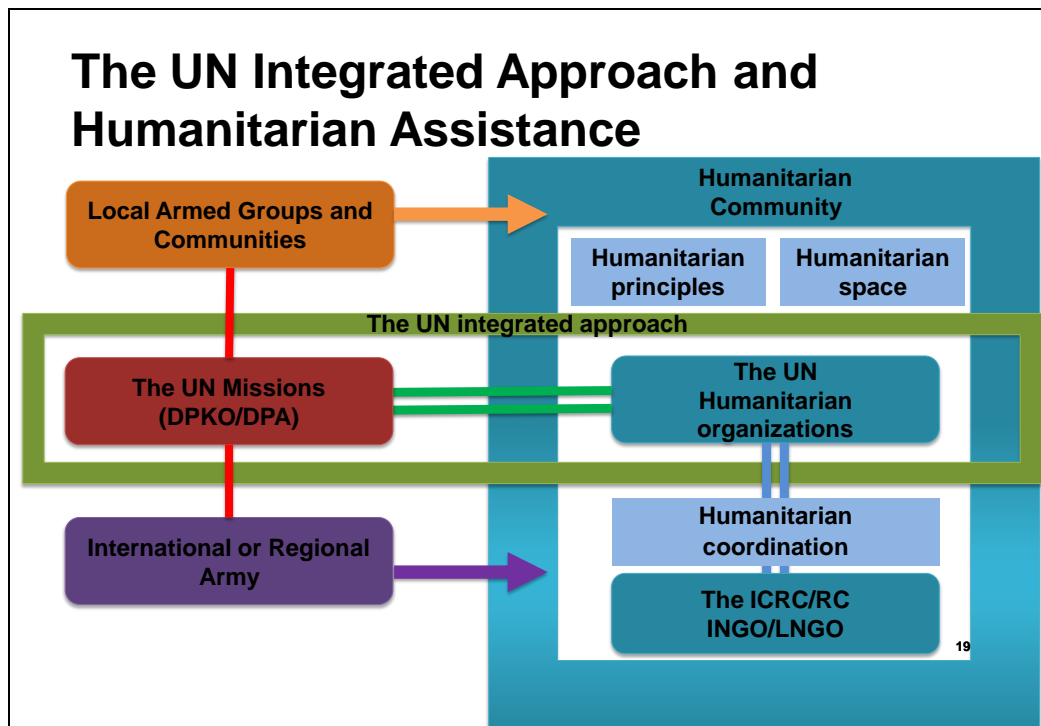 The UN Integrated Approach and
Humanitarian Assistance
Local Armed Groups and
Communities
Humanitarian
Community
Humanitarian
principles
Humanitarian
space
The UN integrated approach
The UN Missions
(DPKO/DPA)
The UN
Humanitarian
organizations
International or Regional
Army
Humanitarian
coordination
The ICRC/RC
INGO/LNGO
19